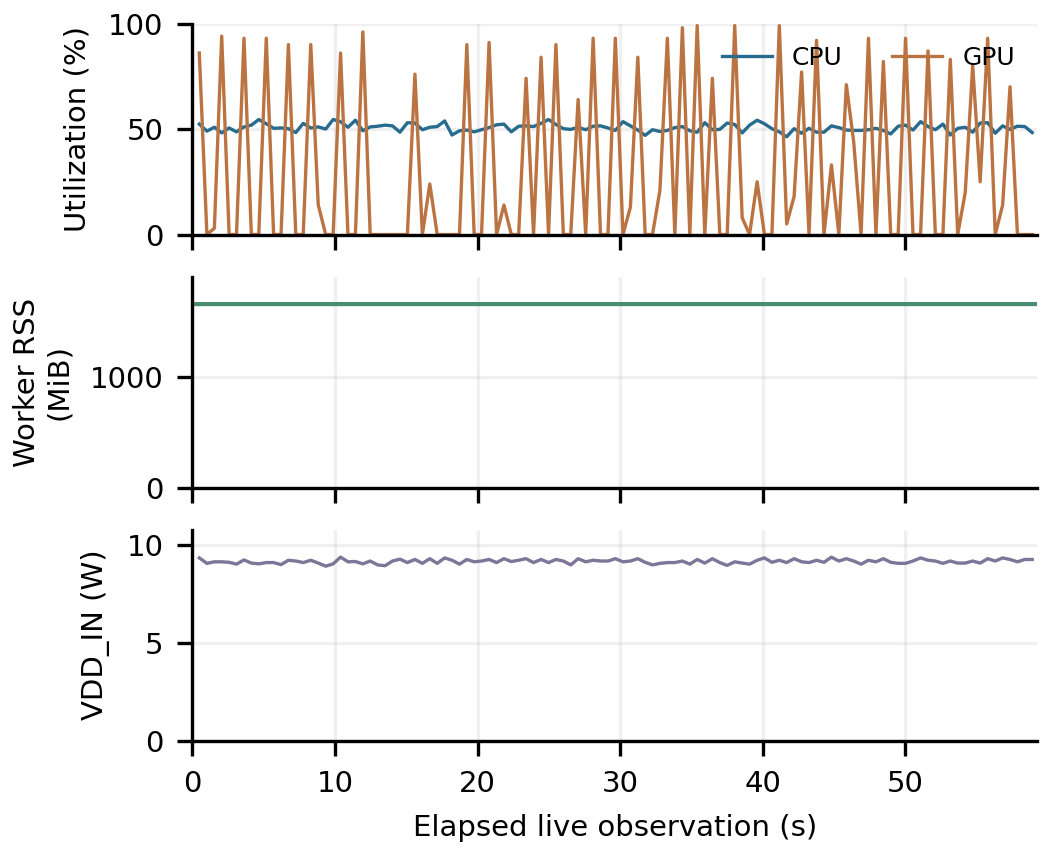 100
50
0
Utilization (%)
CPU
GPU
1000
0
Worker RSS
(MiB)
10
5
0
VDD_IN (W)
0 10 20 30 40 50
Elapsed live observation (s)